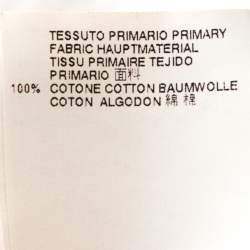 TESSUTO PRIMARIO PRIMARY
FABRIC HAUPTMATERIAL
TISSU PRIMAIRE TEJIDO
PRIMARIO 面料
100% COTONE COTTON BAUMWOLLE
COTON ALGODON 綿 棉